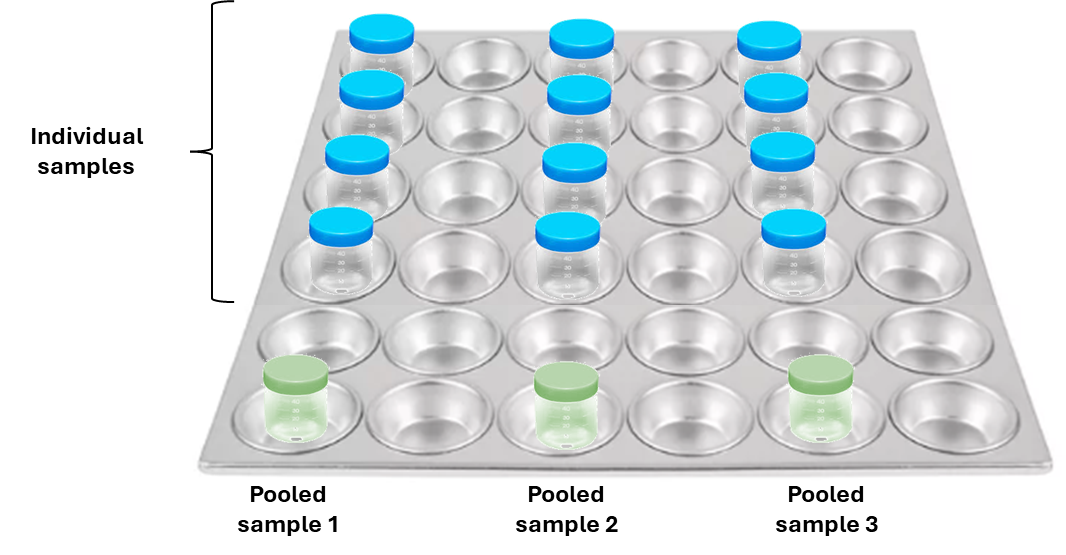 Individual
samples
Pooled
sample 1
Pooled
sample 2
Pooled
sample 3